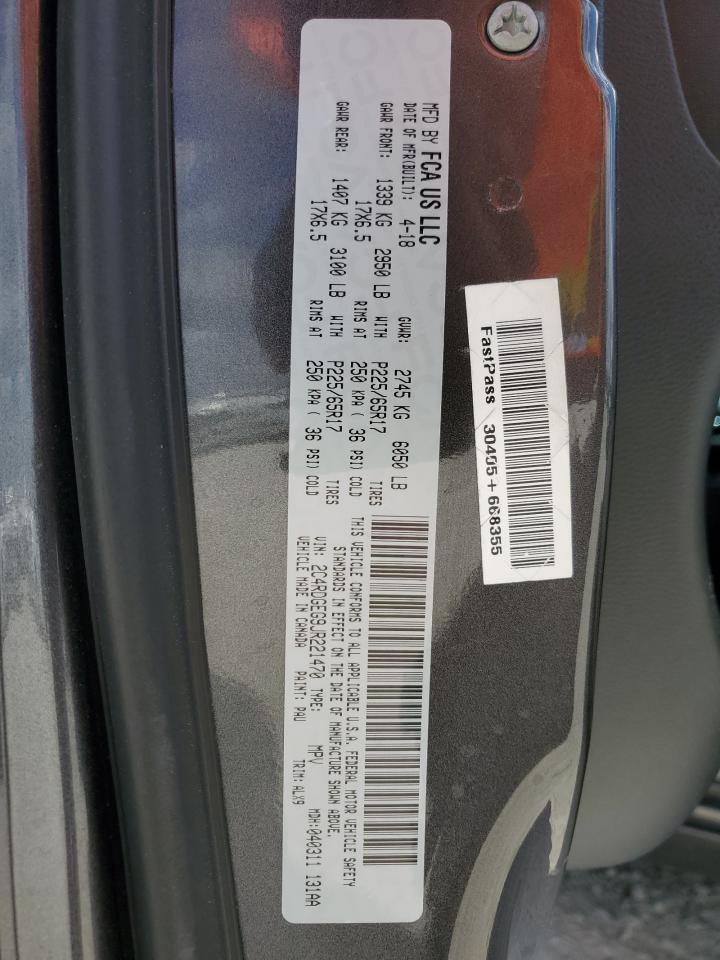 MFD BY FCA US LLC
DATE OF MFR(BUILT): 4-18 GVWR: 2745 KG 6050 LB
GAWR FRONT: 1339 KG 2950 LB WITH P225/65R17 TIRES
17X6.5 RIMS AT 250 KPA ( 36 PSI) COLD
GAWR REAR: 1407 KG 3100 LB WITH P225/65R17 TIRES
17X6.5 RIMS AT 250 KPA ( 36 PSI) COLD
THIS VEHICLE CONFORMS TO ALL APPLICABLE U.S.A. FEDERAL MOTOR VEHICLE SAFETY
STANDARDS IN EFFECT ON THE DATE OF MANUFACTURE SHOWN ABOVE.
VIN: 2C4RDGEG9JR221470 TYPE: MPV MDH:040311 131AA
VEHICLE MADE IN CANADA PAINT: PAU TRIM: ALX9
FastPass 30405+668355